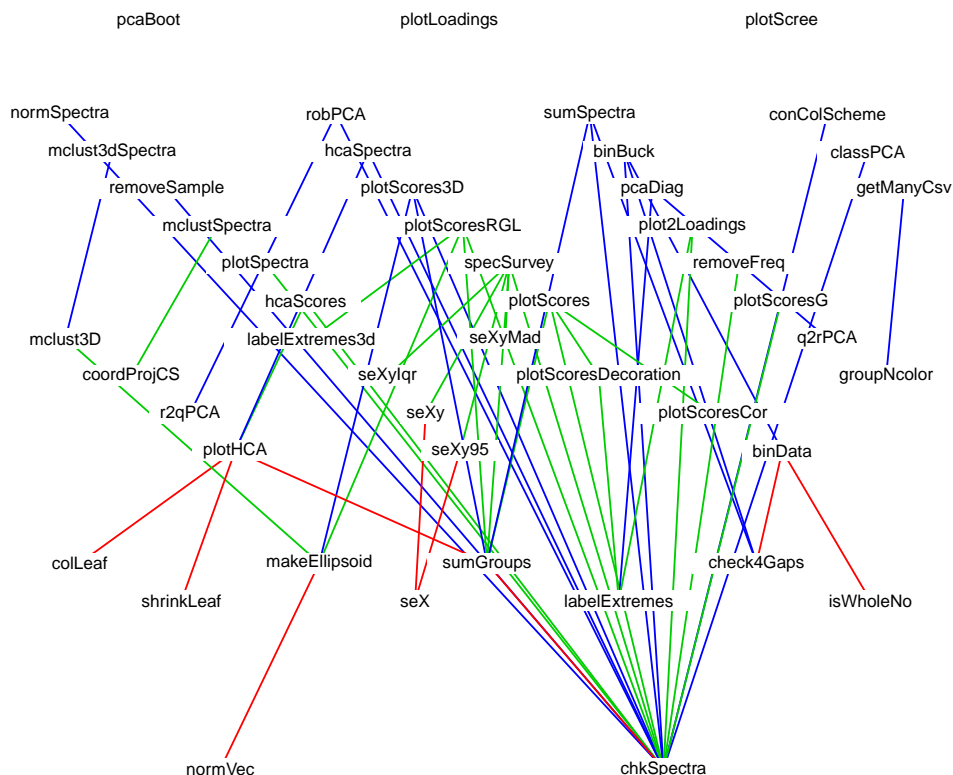 pcaBoot plotLoadings plotScree
normSpectra robPCA sumSpectra conColScheme
mclust3dSpectra hcaSpectra binBuck classPCA
removeSample plotScores3D pcaDiag getManyCsv
mclustSpectra plotScoresRGL plot2Loadings
plotSpectra specSurvey removeFreq
hcaScores plotScores plotScoresG
mclust3D labelExtremes3d seXyMad q2rPCA
coordProjCS seXyIqr plotScoresDecoration groupNcolor
r2qPCA seXy plotScoresCor
plotHCA seXy95 binData
colLeaf makeEllipsoid sumGroups check4Gaps
shrinkLeaf seX labelExtremes isWholeNo
normVec chkSpectra